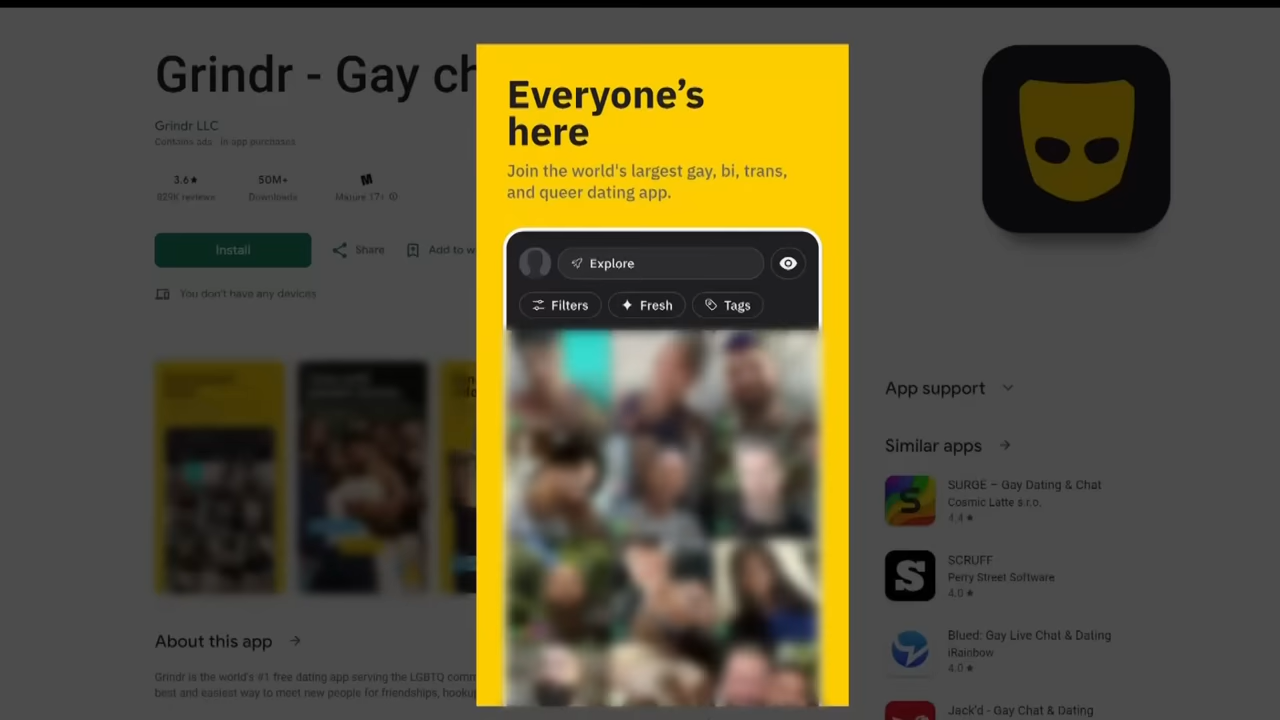 Grindr - Gay ch
Grindr LLC
Contains ads · In app purchases
3.6★
829K reviews
50M+
Downloads
Mature 17+
Install
Share
Add to w
You don't have any devices
About this app
Grindr is the world's #1 free dating app serving the LGBTQ comm
best and easiest way to meet new people for friendships, hookup
Everyone's
here
Join the world's largest gay, bi, trans,
and queer dating app.
Explore
Filters
Fresh
Tags
App support
Similar apps
SURGE – Gay Dating & Chat
Cosmic Latte s.r.o.
4.4★
S
SCRUFF
Perry Street Software
4.0★
S
Blued: Gay Live Chat & Dating
iRainbow
4.0★
Jack'd - Gay Chat & Dating